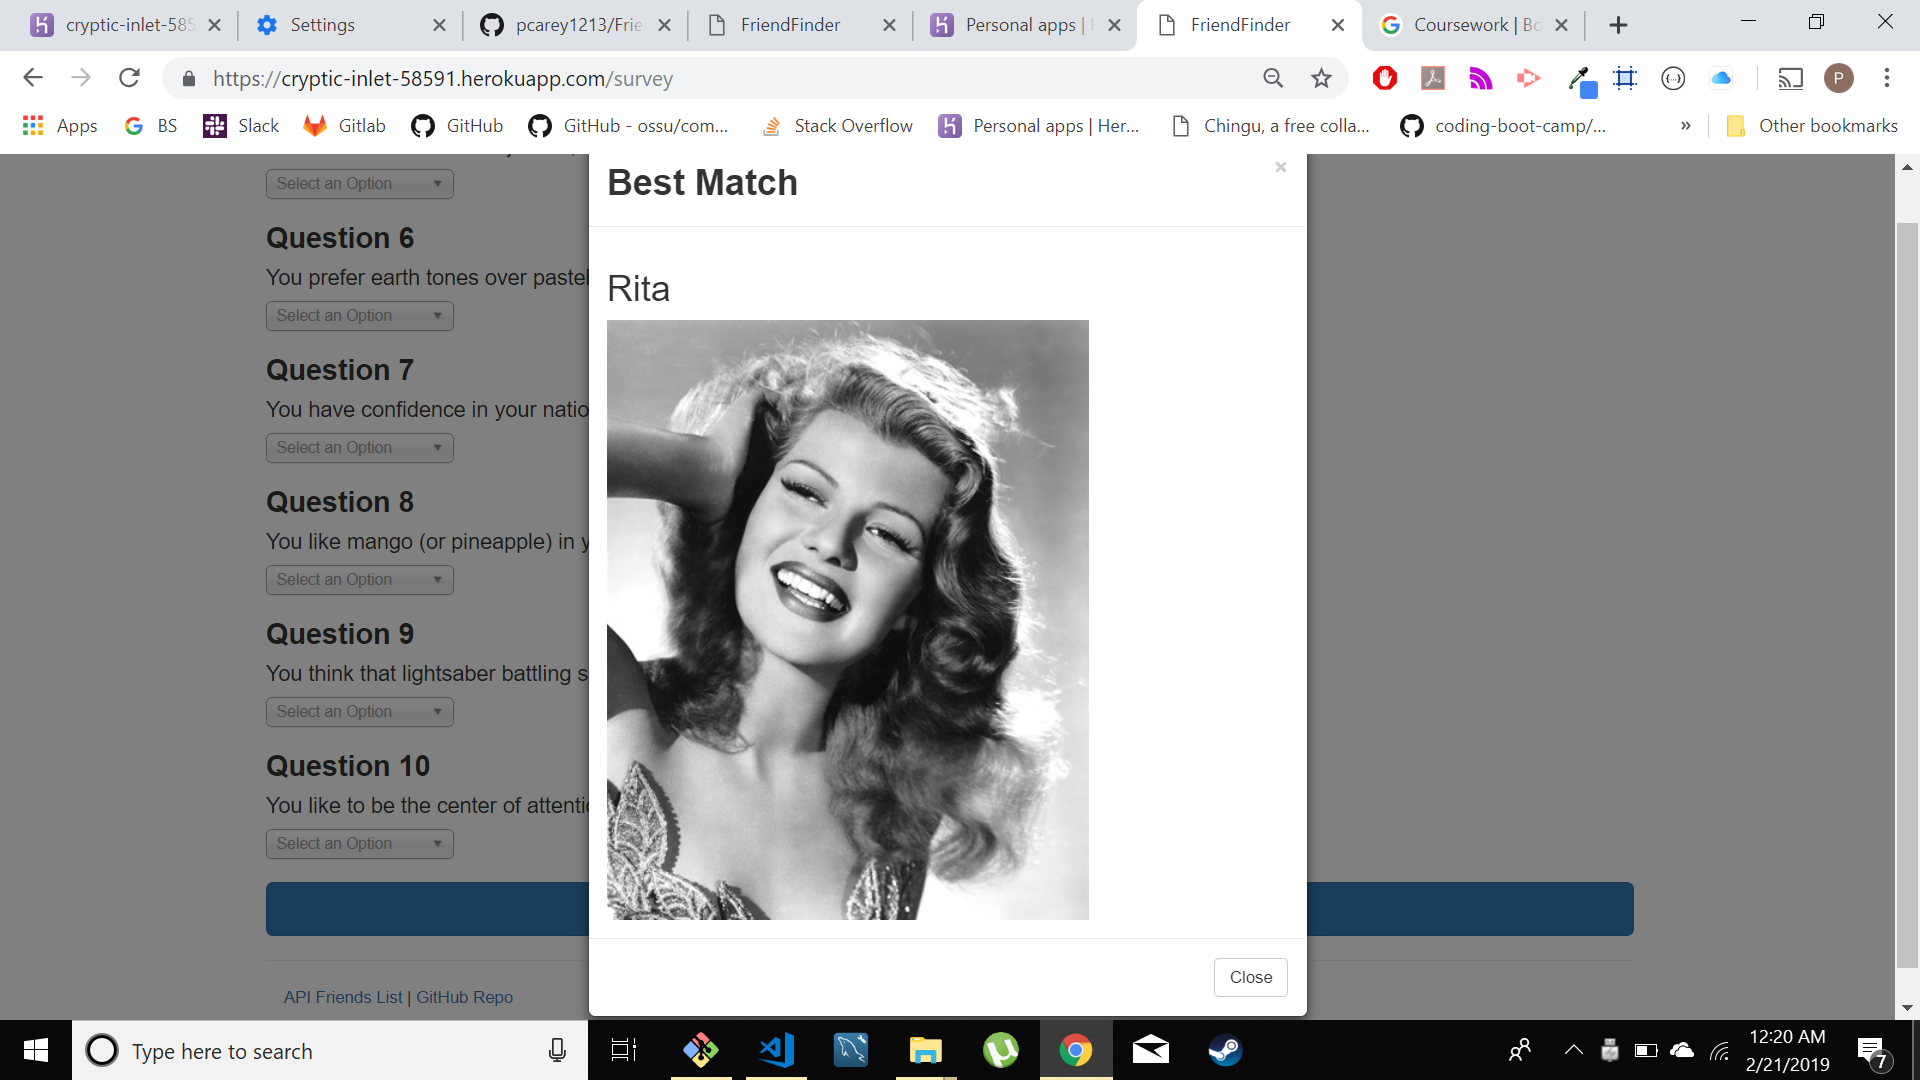 cryptic-inlet-585
Settings
pcarey1213/Frie
FriendFinder
Personal apps |
FriendFinder
Coursework | Bo
https://cryptic-inlet-58591.herokuapp.com/survey
P
Apps
BS
Slack
Gitlab
GitHub
GitHub - ossu/com...
Stack Overflow
Personal apps | Her...
Chingu, a free colla...
coding-boot-camp/...
»
Other bookmarks
Select an Option
Question 6
You prefer earth tones over pastel
Select an Option
Question 7
You have confidence in your natio
Select an Option
Question 8
You like mango (or pineapple) in y
Select an Option
Question 9
You think that lightsaber battling s
Select an Option
Question 10
You like to be the center of attentio
Select an Option
API Friends List | GitHub Repo
Best Match
×
Rita
Close
Type here to search
12:20 AM
2/21/2019
7